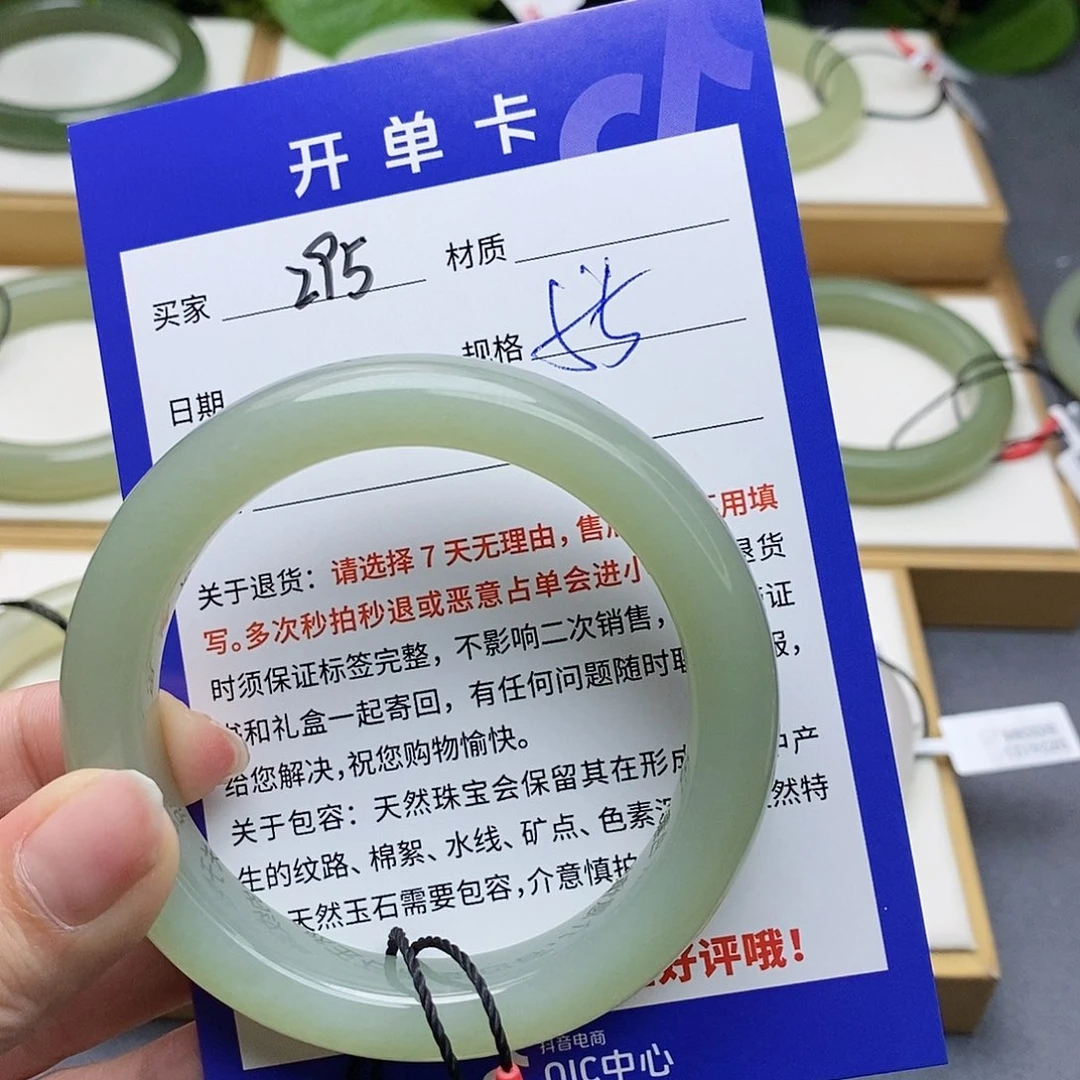 开单卡
买家 295 材质
规格
日期
关于退货：请选择7天无理由，售 用填
写。多次秒拍秒退或恶意占单会进小 退货
时须保证标签完整，不影响二次销售， 证
和礼盒一起寄回，有任何问题随时
给您解决，祝您购物愉快。
关于包容：天然珠宝会保留其在形成 中产
生的纹路、棉絮、水线、矿点、色素 然特
天然玉石需要包容，介意慎拍
好评哦！
抖音电商
QIC中心